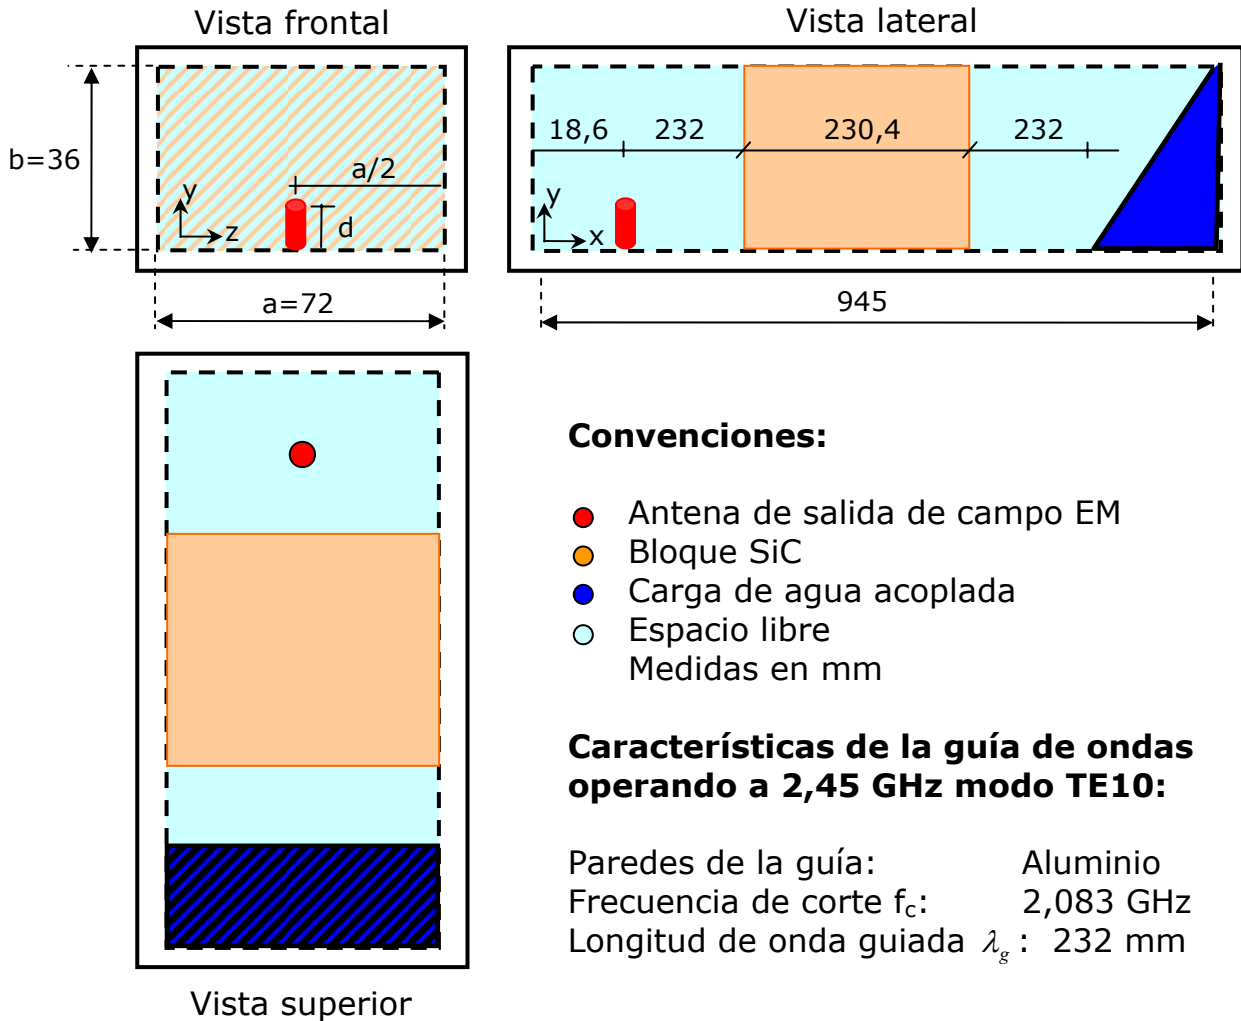 Vista frontal
Vista lateral
b=36
a/2
y
z
d
a=72
18,6
232
230,4
232
y
x
945
Convenciones:
Antena de salida de campo EM
Bloque SiC
Carga de agua acoplada
Espacio libre
Medidas en mm
Características de la guía de ondas
operando a 2,45 GHz modo TE10:
Paredes de la guía: Aluminio
Frecuencia de corte fc: 2,083 GHz
Longitud de onda guiada λg : 232 mm
Vista superior